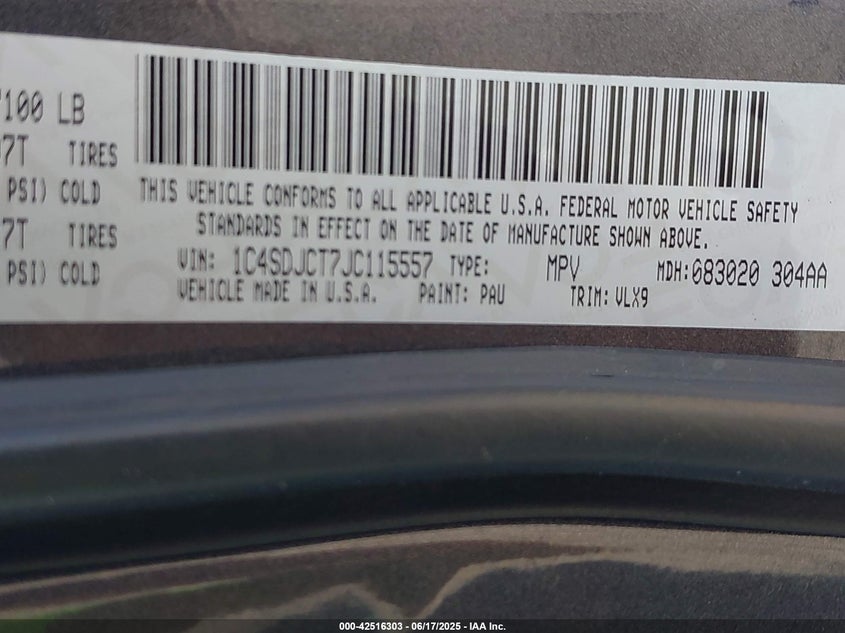 100 LB
7T TIRES
PSI) COLD
7T TIRES
PSI) COLD
THIS VEHICLE CONFORMS TO ALL APPLICABLE U.S.A. FEDERAL MOTOR VEHICLE SAFETY
STANDARDS IN EFFECT ON THE DATE OF MANUFACTURE SHOWN ABOVE.
VIN: 1C4SDJCT7JC115557 TYPE: MPV MDH: 083020 304AA
VEHICLE MADE IN U.S.A. PAINT: PAU TRIM: VLX9
000-42516303 - 06/17/2025 - IAA Inc.